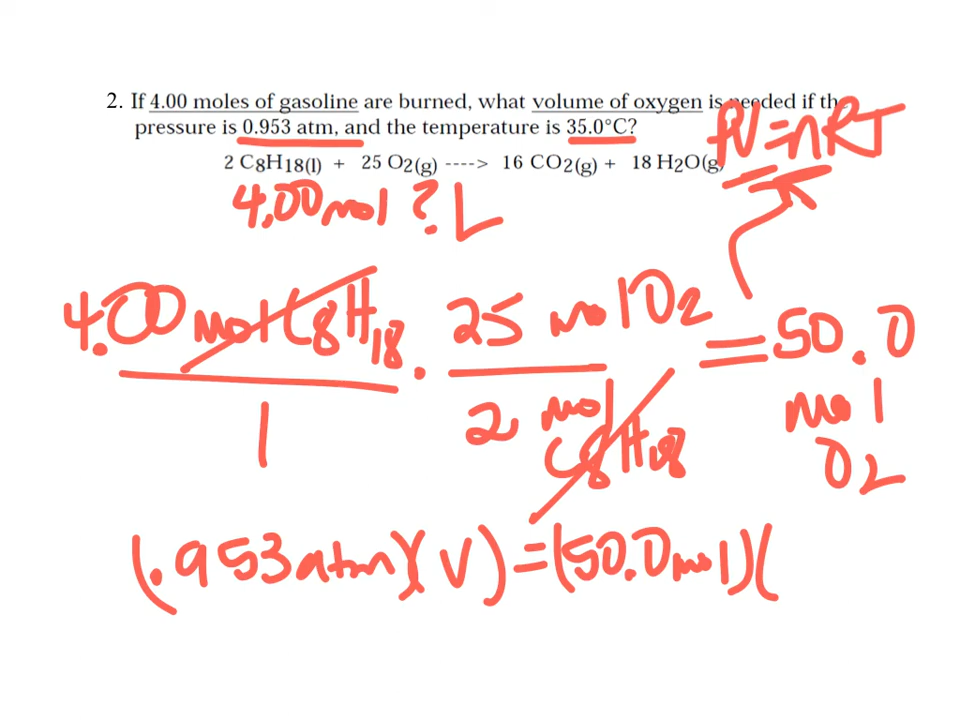 2. If 4.00 moles of gasoline are burned, what volume of oxygen is needed if the
pressure is 0.953 atm, and the temperature is 35.0°C?
PV=nRT
2 C8H18(l) + 25 O2(g) ----> 16 CO2(g) + 18 H2O(g)
4.00 mol ? L
4.00 mol C8H18 . 25 mol O2 = 50.0
1 2 mol mol
C8H18 O2
(.953 atm)(V) = (50.0 mol)(